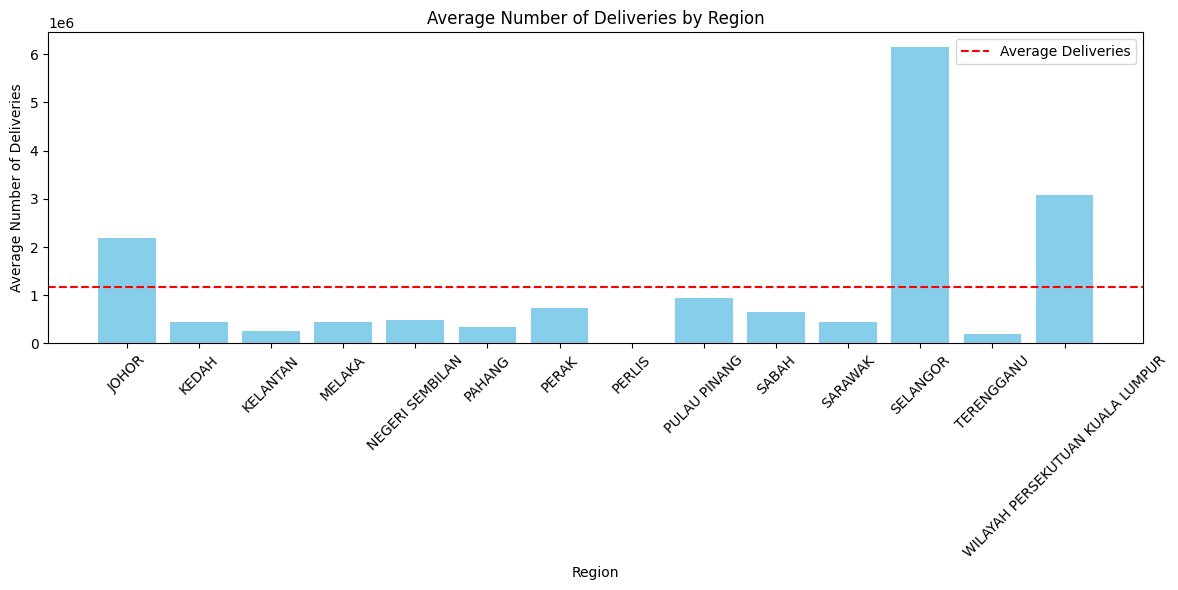 Average Number of Deliveries by Region
1e6
Average Deliveries
Average Number of Deliveries
6
5
4
3
2
1
0
JOHOR
KEDAH
KELANTAN
MELAKA
NEGERI SEMBILAN
PAHANG
PERAK
PERLIS
PULAU PINANG
SABAH
SARAWAK
SELANGOR
TERENGGANU
WILAYAH PERSEKUTUAN KUALA LUMPUR
Region